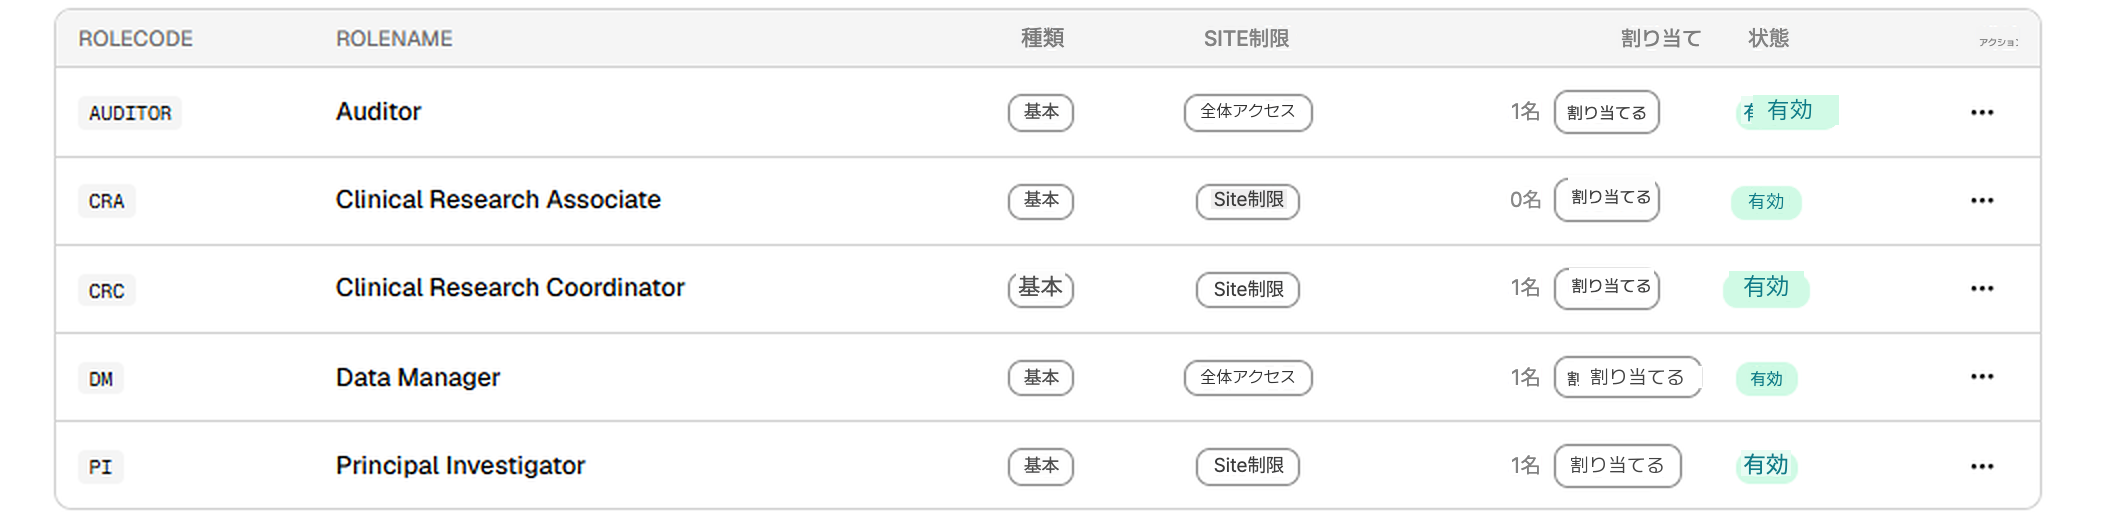 ROLECODE ROLENAME 種類 SITE制限 割り当て 状態 アクション
AUDITOR Auditor 基本 全体アクセス 1名 割り当てる 有効
CRA Clinical Research Associate 基本 Site制限 0名 割り当てる 有効
CRC Clinical Research Coordinator 基本 Site制限 1名 割り当てる 有効
DM Data Manager 基本 全体アクセス 1名 割 割り当てる 有効
PI Principal Investigator 基本 Site制限 1名 割り当てる 有効